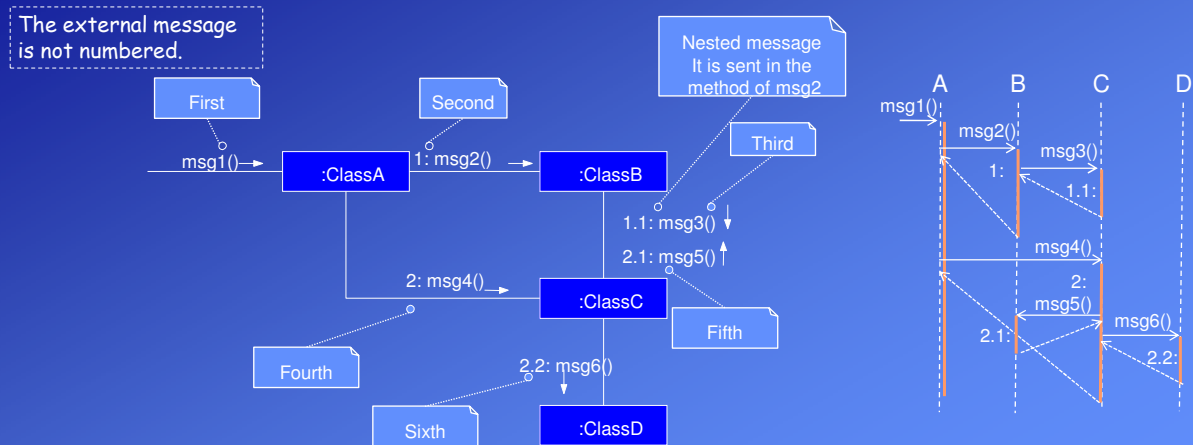 The external message
is not numbered.
First
Second
Nested message
It is sent in the
method of msg2
Third
msg1()
:ClassA
1: msg2()
:ClassB
1.1: msg3()
2.1: msg5()
2: msg4()
:ClassC
Fourth
Fifth
2.2: msg6()
Sixth
:ClassD
A
B
C
D
msg1()
msg2()
msg3()
1:
1.1:
msg4()
2:
msg5()
msg6()
2.1:
2.2: